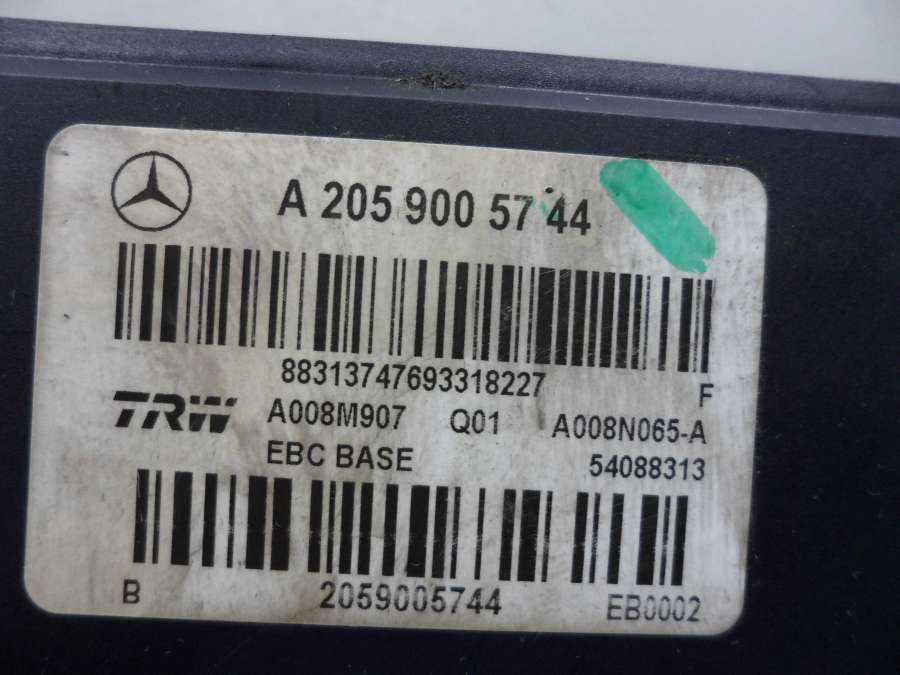 A 205 900 57 44
88313747693318227 F
TRW A008M907 Q01 A008N065-A
EBC BASE 54088313
B 2059005744 EB0002